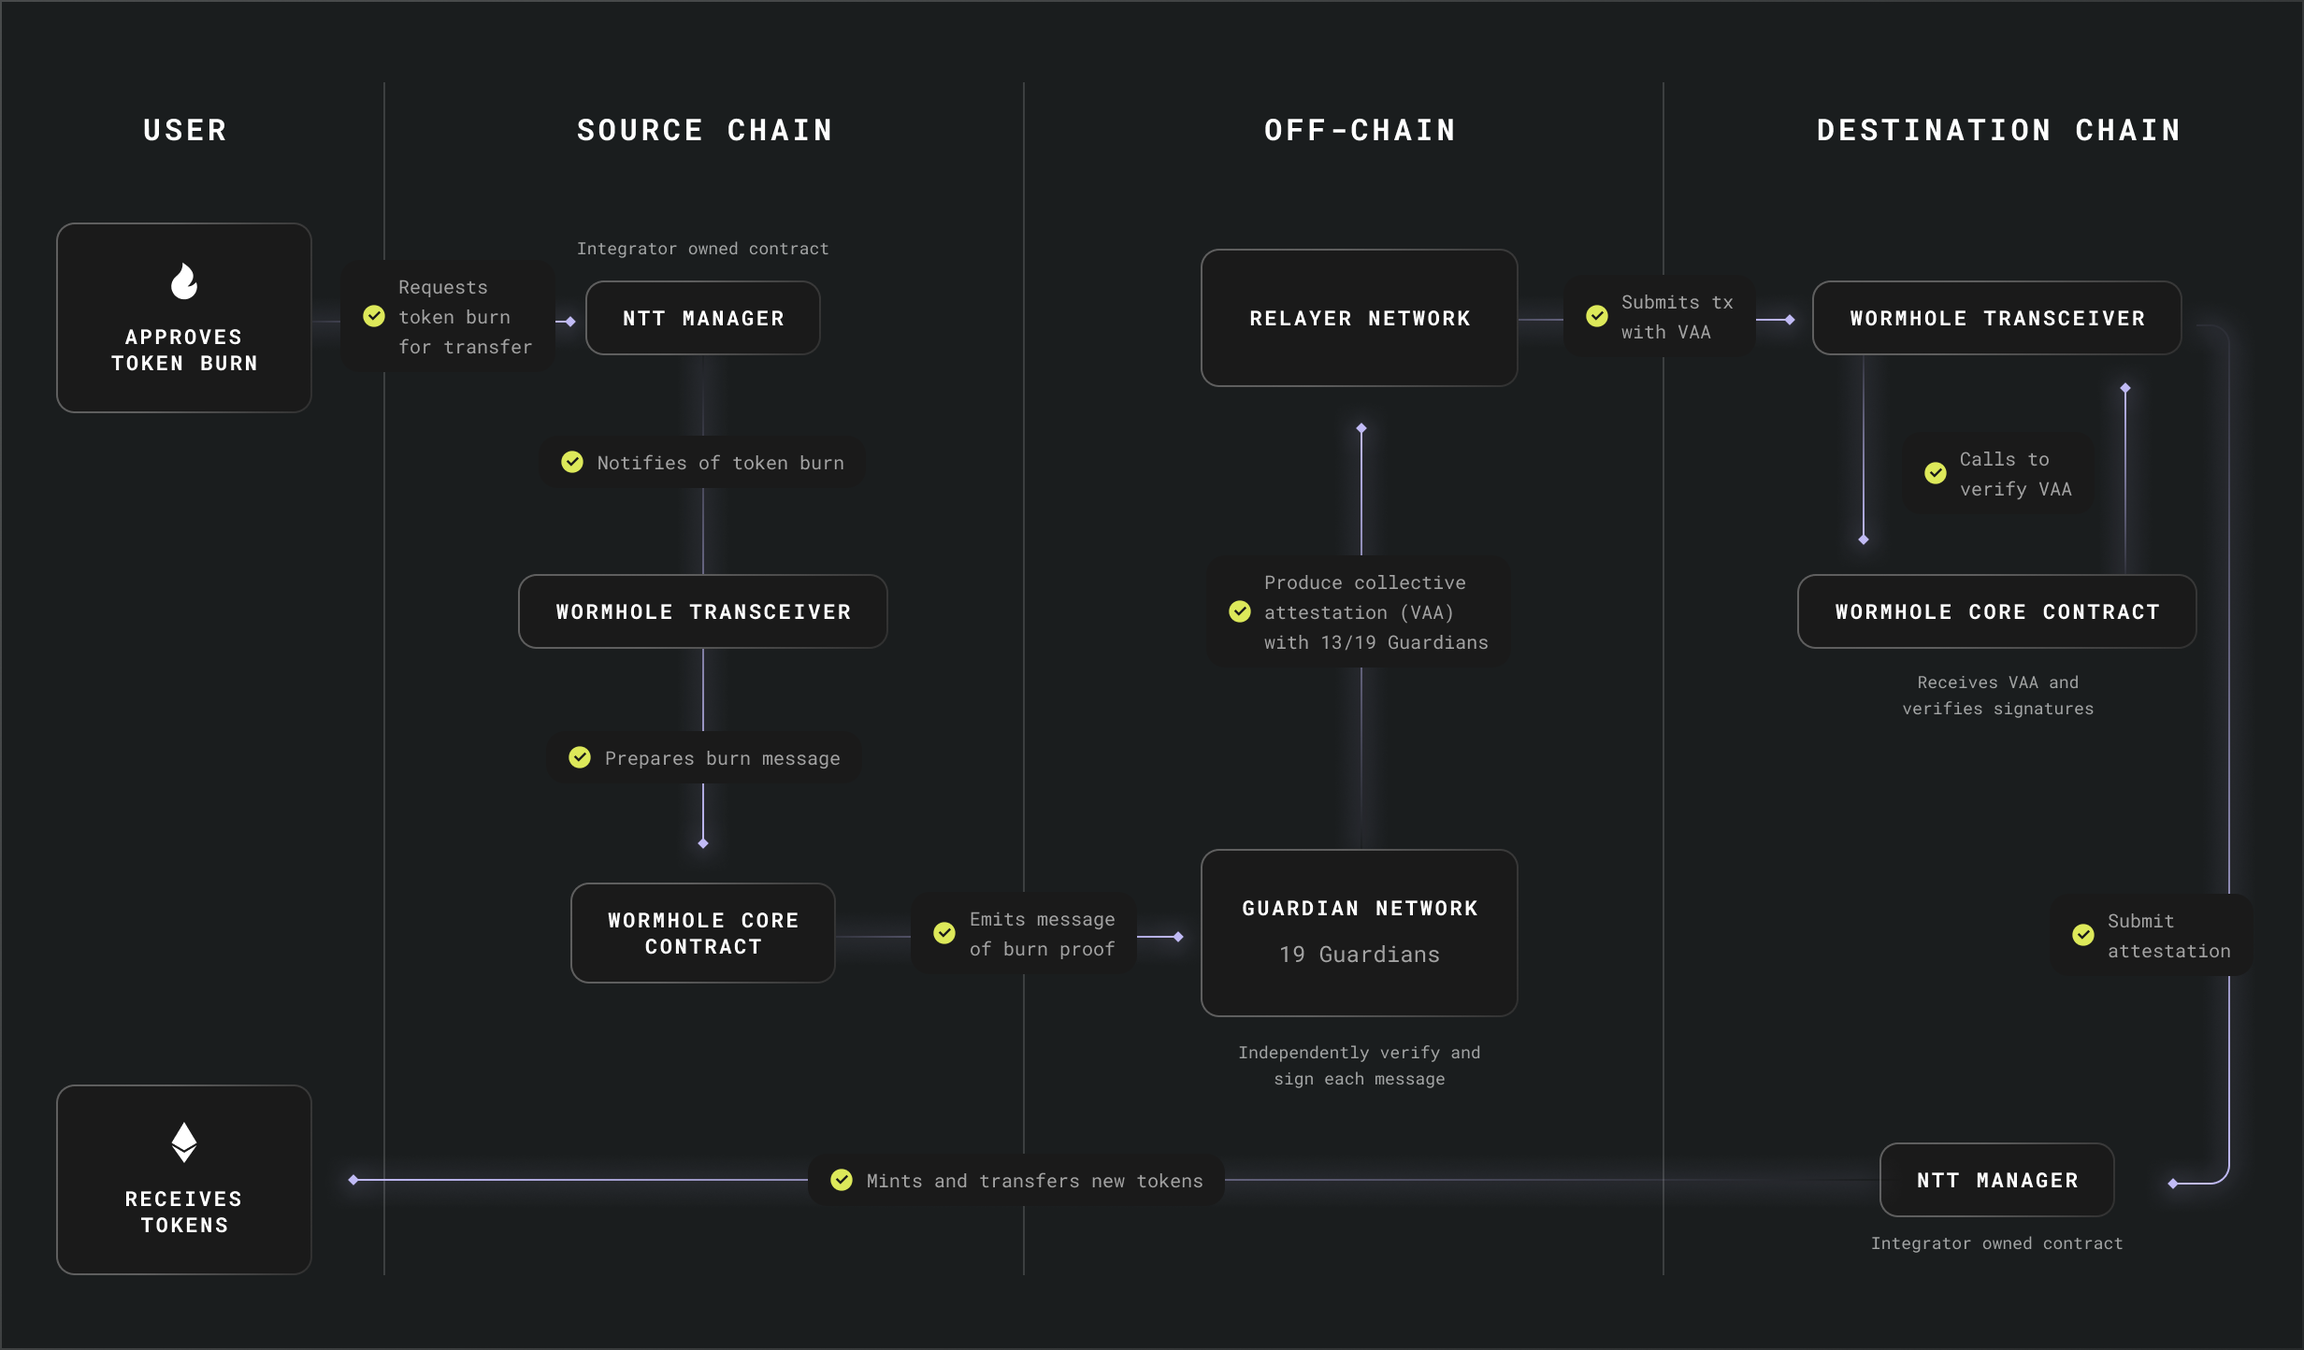 USER
SOURCE CHAIN
OFF-CHAIN
DESTINATION CHAIN
APPROVES
TOKEN BURN
Requests
token burn
for transfer
Integrator owned contract
NTT MANAGER
Notifies of token burn
WORMHOLE TRANSCEIVER
Prepares burn message
WORMHOLE CORE
CONTRACT
Emits message
of burn proof
GUARDIAN NETWORK
19 Guardians
Independently verify and
sign each message
Produce collective
attestation (VAA)
with 13/19 Guardians
RELAYER NETWORK
Submits tx
with VAA
WORMHOLE TRANSCEIVER
Calls to
verify VAA
WORMHOLE CORE CONTRACT
Receives VAA and
verifies signatures
Submit
attestation
NTT MANAGER
Integrator owned contract
Mints and transfers new tokens
RECEIVES
TOKENS